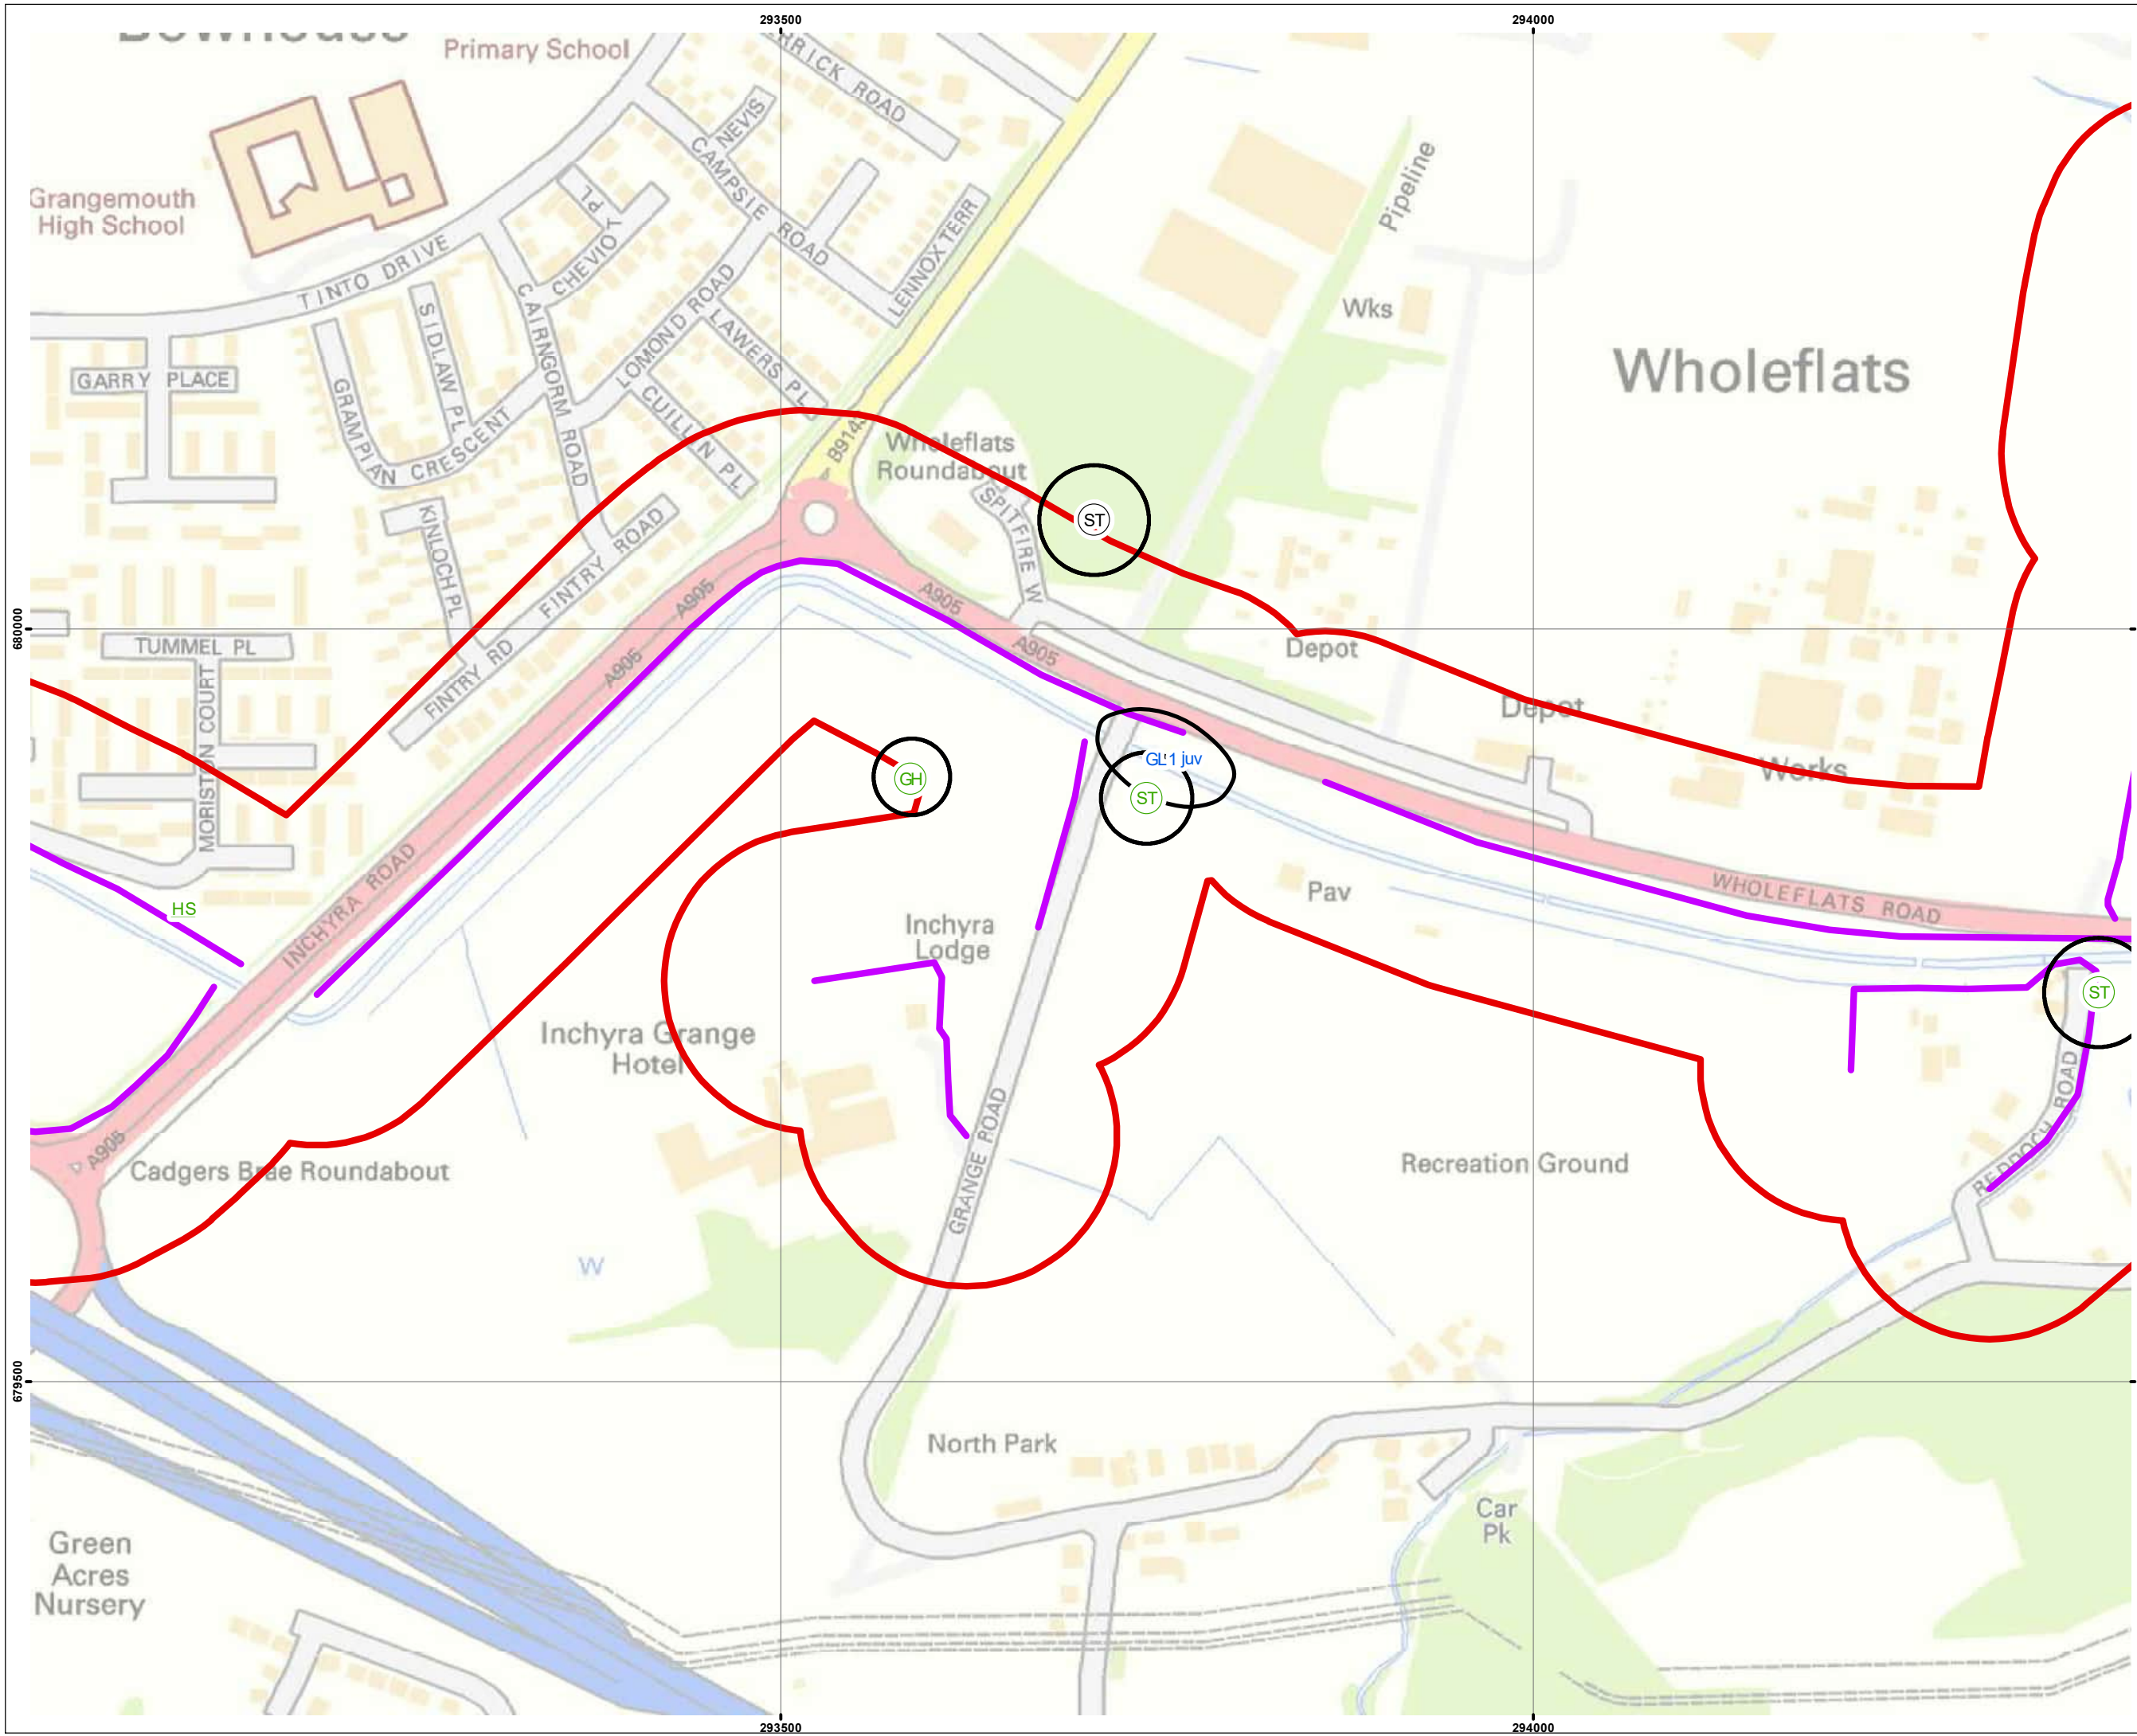 293500
294000
Primary School
Grangemouth
High School
RRICK ROAD
NEVIS
CAMPSIE ROAD
PL
CHEVIOT
LENNOX TERR
TINTO DRIVE
SIDLAW PL
CAIRNGORM ROAD
LOMOND ROAD
LAWERS PL
GARRY PLACE
GRAMPIAN CRESCENT
CUILLIN PL
Pipeline
Wks
Wholeflats
B914
Wholeflats
Roundabout
SPITFIRE W
ST
KINLOCH PL
FINTRY ROAD
FINTRY RD
A905
A905
A905
A905
680000
TUMMEL PL
MORISTON COURT
Depot
Depot
Works
GH
GL'1 juv
ST
HS
INCHYRA ROAD
Pav
WHOLEFLATS ROAD
Inchyra
Lodge
ST
Inchyra Grange
Hotel
GRANGE ROAD
REDDOCH ROAD
A905
Cadgers Brae Roundabout
Recreation Ground
W
679500
North Park
Car
Pk
Green
Acres
Nursery
293500
294000